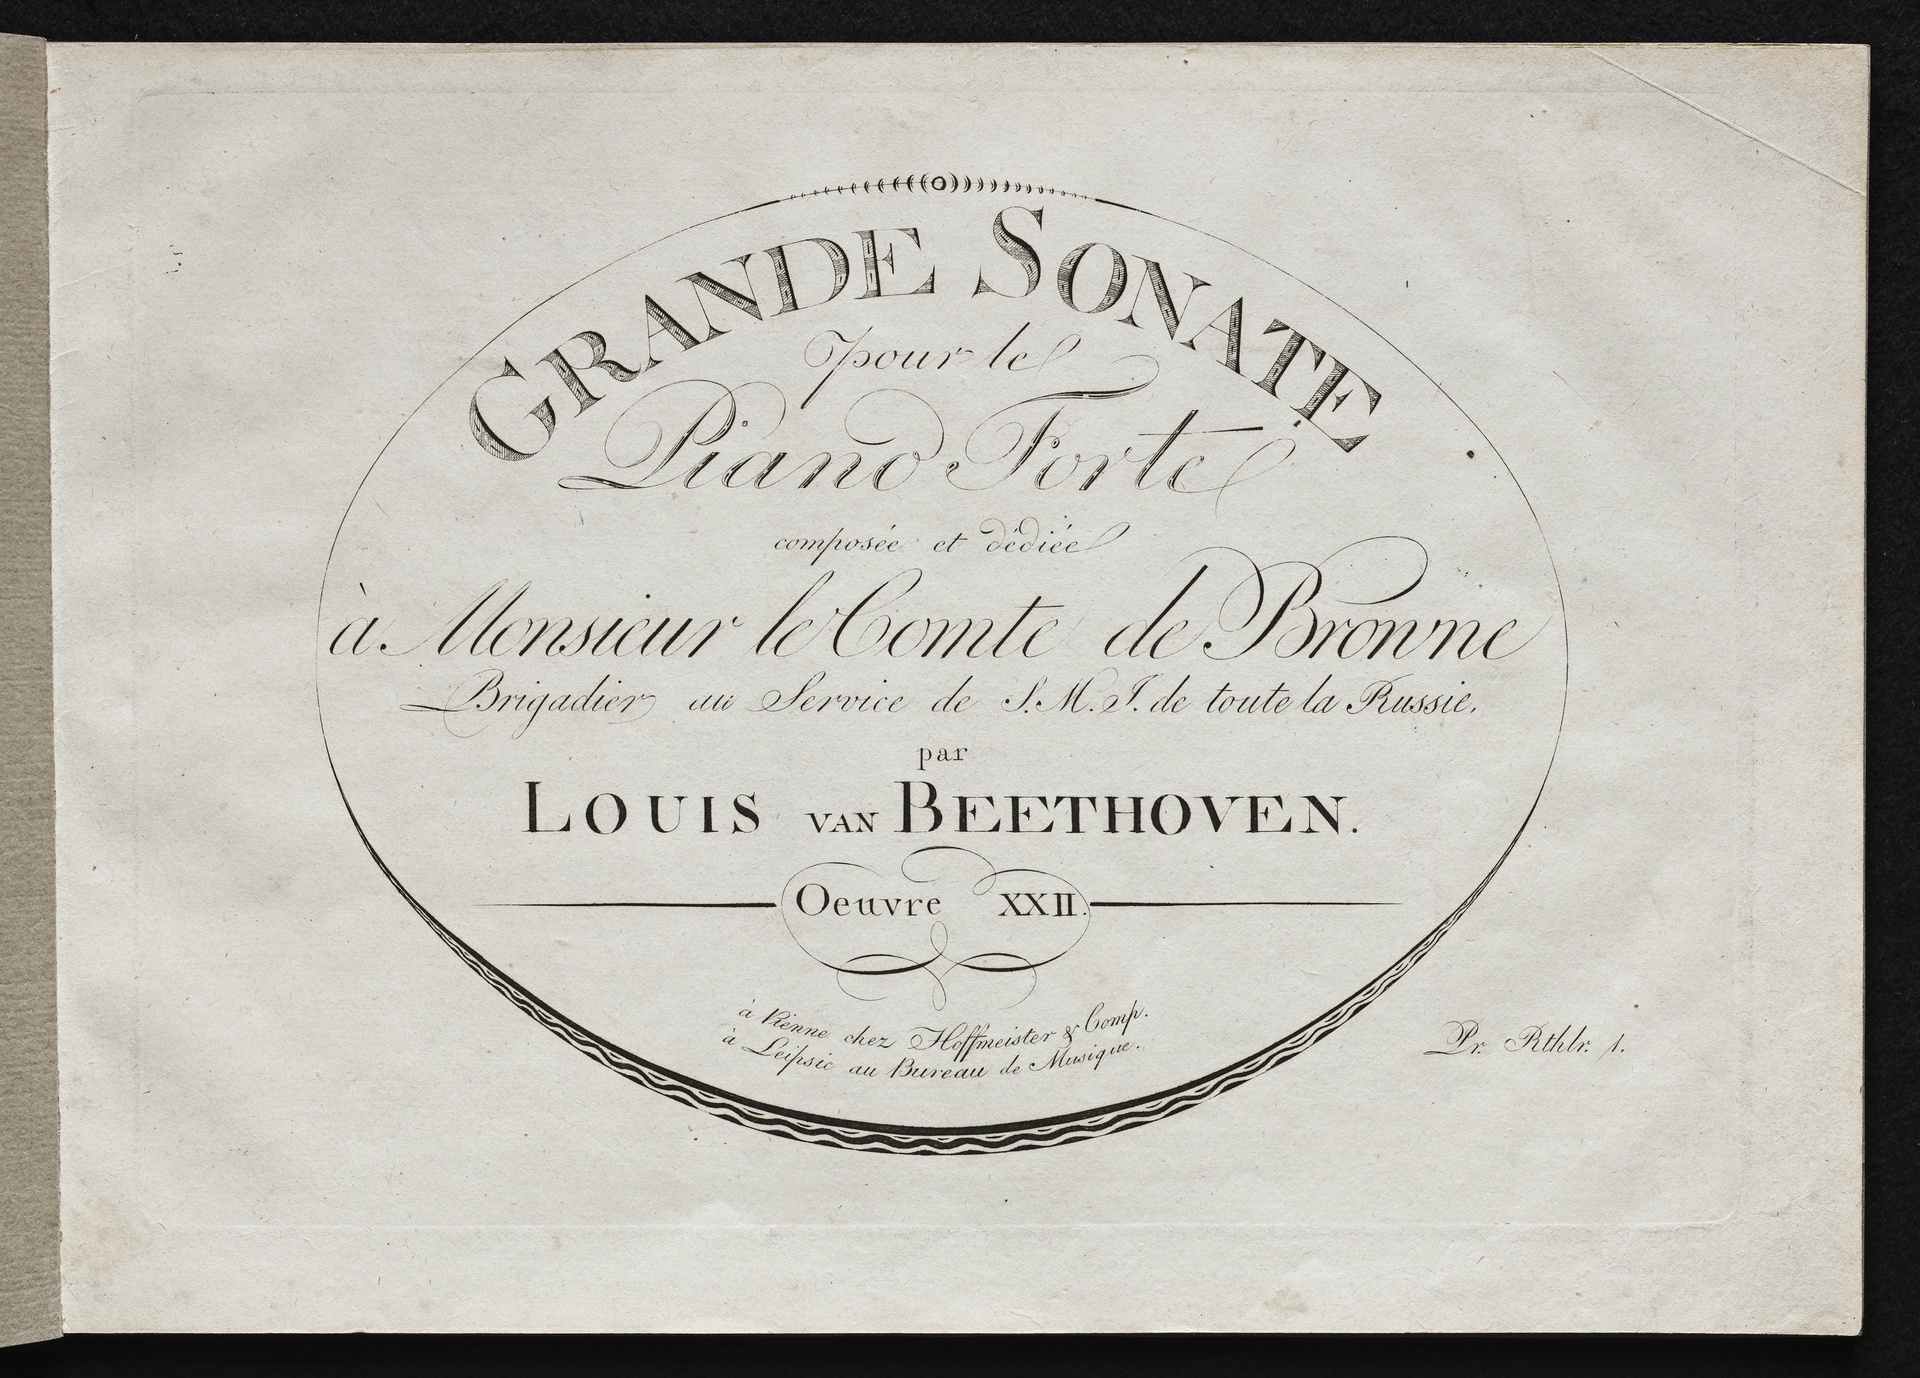 GRANDE SONATE
pour le
Piano Forte
composée et dédiée
à Monsieur le Comte de Browne
Brigadier au Service de S. M. I. de toute la Russie.
par
LOUIS VAN BEETHOVEN.
Oeuvre XXII.
à Vienne chez Hoffmeister & Comp.
à Leipsic au Bureau de Musique.
Pr. Rthlr. 1.